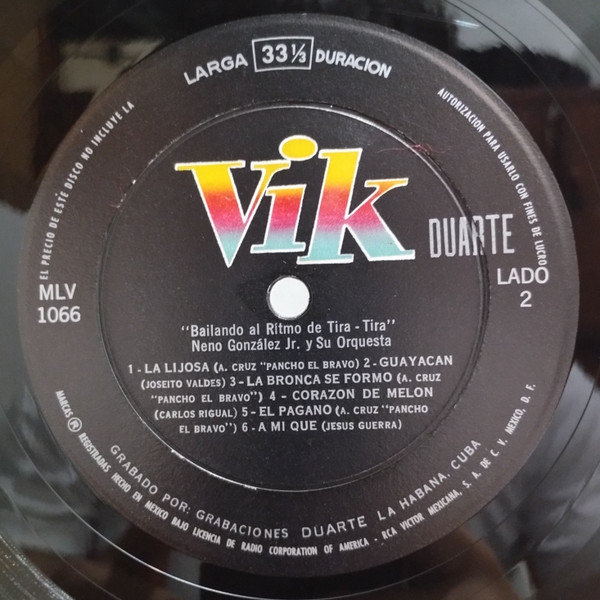 LARGA 33 1/3 DURACION
EL PRECIO DE ESTE DISCO NO INCLUYE LA
AUTORIZACION PARA USARLO CON FINES DE LUCRO
Vik
DUARTE
MLV
1066
LADO
2
"Bailando al Rítmo de Tira - Tira"
Neno González Jr. y Su Orquesta
1 - LA LIJOSA (A. CRUZ "PANCHO EL BRAVO) 2 - GUAYACAN
(JOSEITO VALDES) 3 - LA BRONCA SE FORMO (A. CRUZ
"PANCHO EL BRAVO") 4 - CORAZON DE MELON
(CARLOS RIGUAL) 5 - EL PAGANO (A. CRUZ "PANCHO
EL BRAVO") 6 - A MI QUE (JESUS GUERRA)
GRABADO POR: GRABACIONES DUARTE LA HABANA, CUBA
MARCAS ® REGISTRADAS HECHO EN MEXICO BAJO LICENCIA DE RADIO CORPORATION OF AMERICA - RCA VICTOR MEXICANA, S. A. DE C. V. MEXICO, D. F.